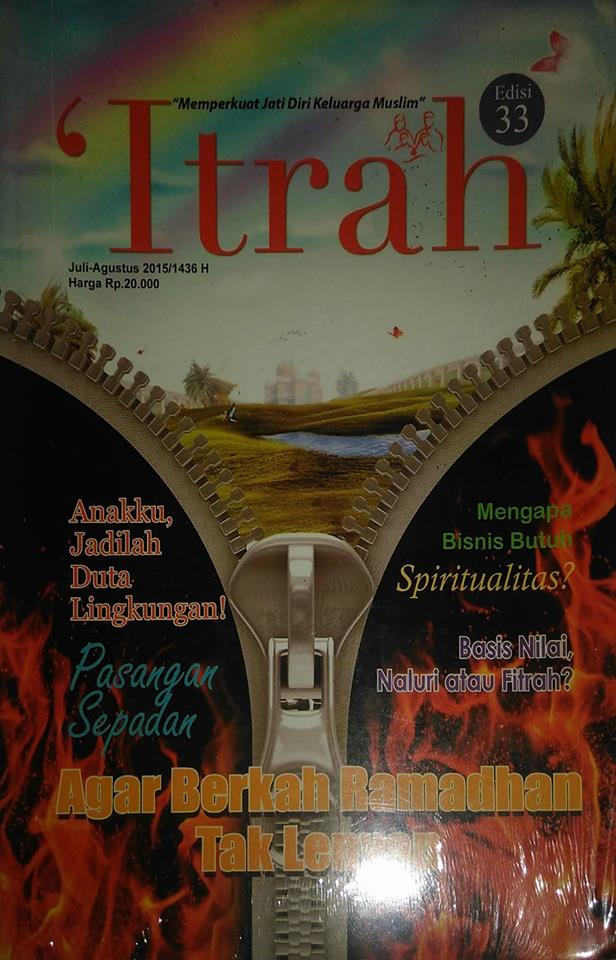 "Memperkuat Jati Diri Keluarga Muslim"
Edisi
33
'Itrah
Juli-Agustus 2015/1436 H
Harga Rp.20.000
Anakku,
Jadilah
Duta
Lingkungan!
Mengapa
Bisnis Butuh
Spiritualitas?
Pasangan
Sepadan
Basis Nilai,
Naluri atau Fitrah?
Agar Berkah Ramadhan
Tak